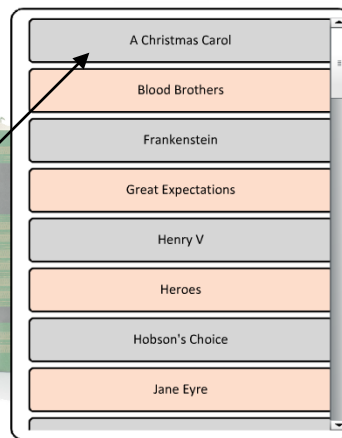 A Christmas Carol
Blood Brothers
Frankenstein
Great Expectations
Henry V
Heroes
Hobson's Choice
Jane Eyre